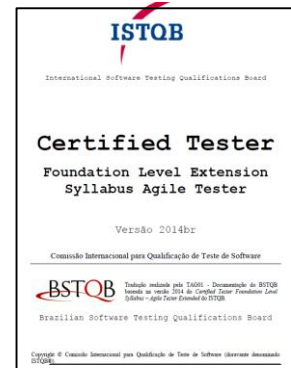 ISTQB
International Software Testing Qualifications Board
Certified Tester
Foundation Level Extension
Syllabus Agile Tester
Versão 2014br
Comissão Internacional para Qualificação de Teste de Software
BSTQB
Tradução realizada pela TAG01 - Documentação do BSTQB
baseada na versão 2014 do Certified Tester Foundation Level
Syllabus – Agile Tester Extended do ISTQB
Brazilian Software Testing Qualifications Board
Copyright © Comissão Internacional para Qualificação de Teste de Software (doravante denominado
ISTQB®)